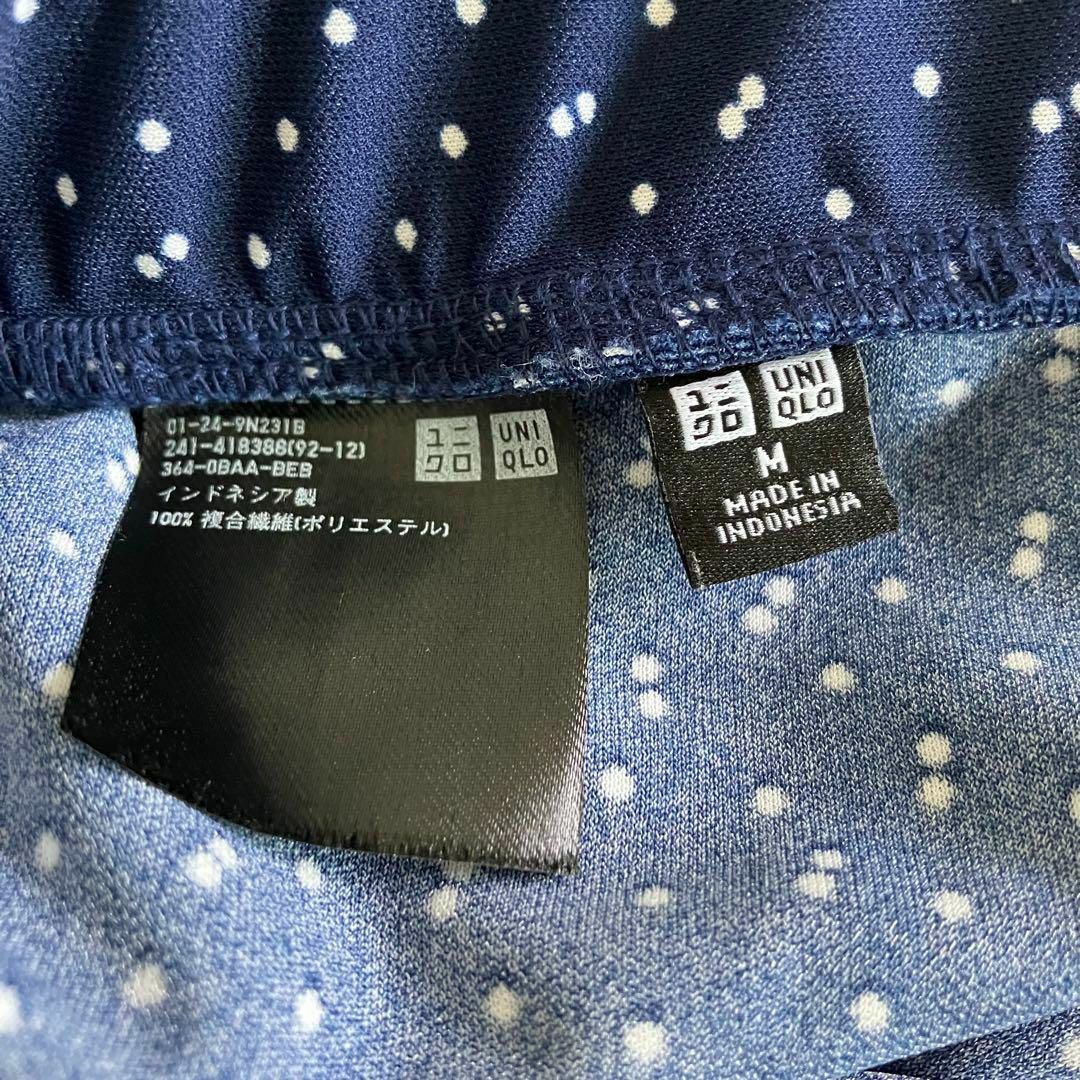 01-24-9N231B
241-418388(92-12)
364-0BAA-BEB
インドネシア製
100% 複合繊維(ポリエステル)
ユニ
クロ
UNI
QLO
ユニ
クロ
UNI
QLO
M
MADE IN
INDONESIA